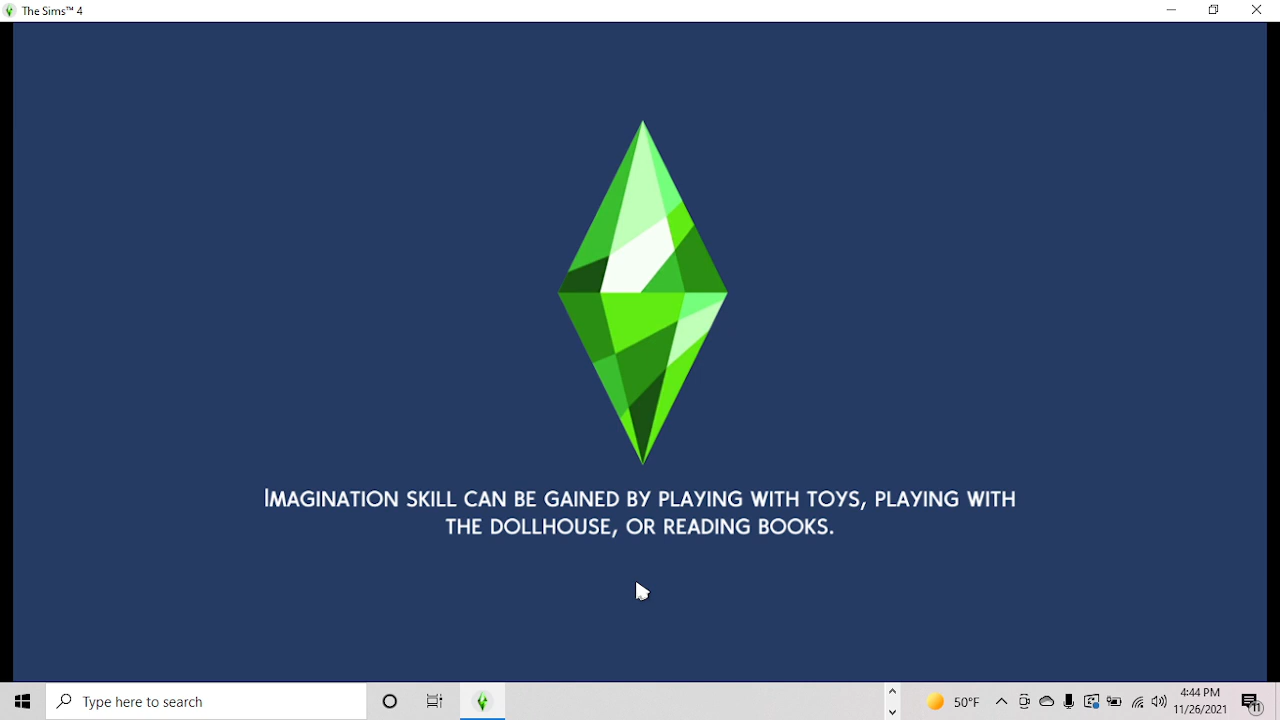 The Sims™ 4
IMAGINATION SKILL CAN BE GAINED BY PLAYING WITH TOYS, PLAYING WITH
THE DOLLHOUSE, OR READING BOOKS.
Type here to search
50°F
4:44 PM
11/26/2021